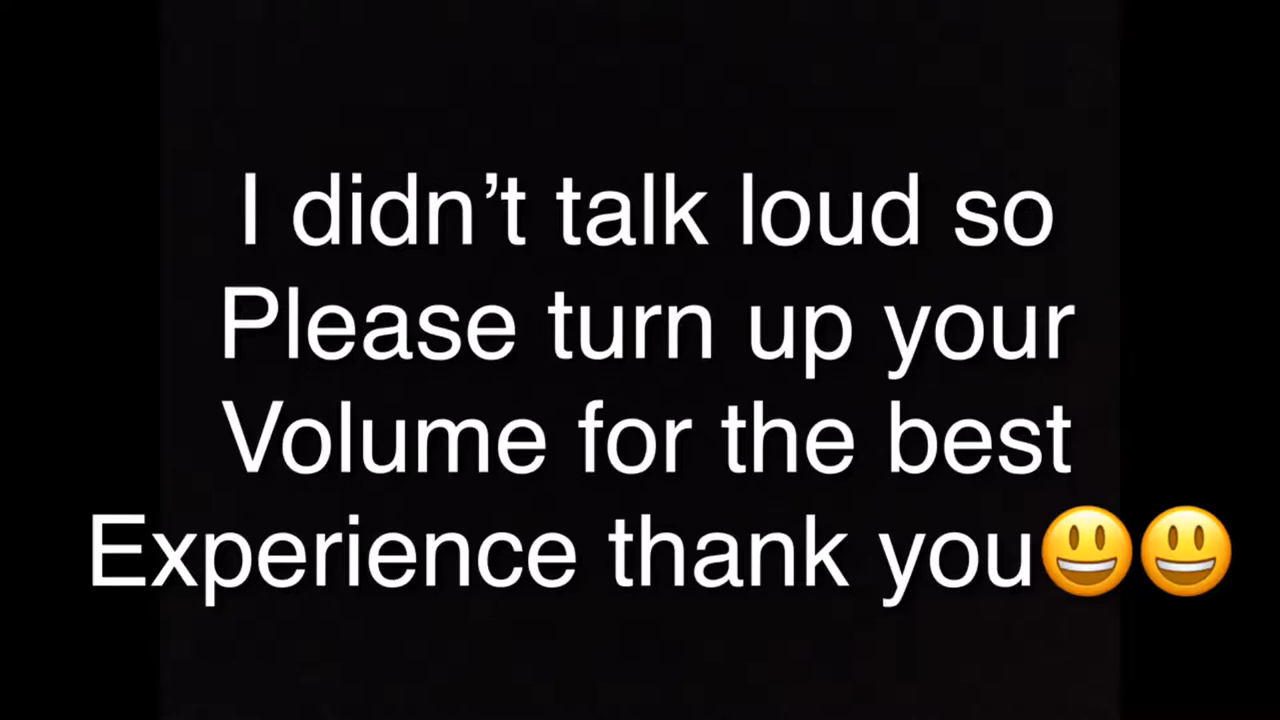 I didn’t talk loud so
Please turn up your
Volume for the best
Experience thank you😃😃